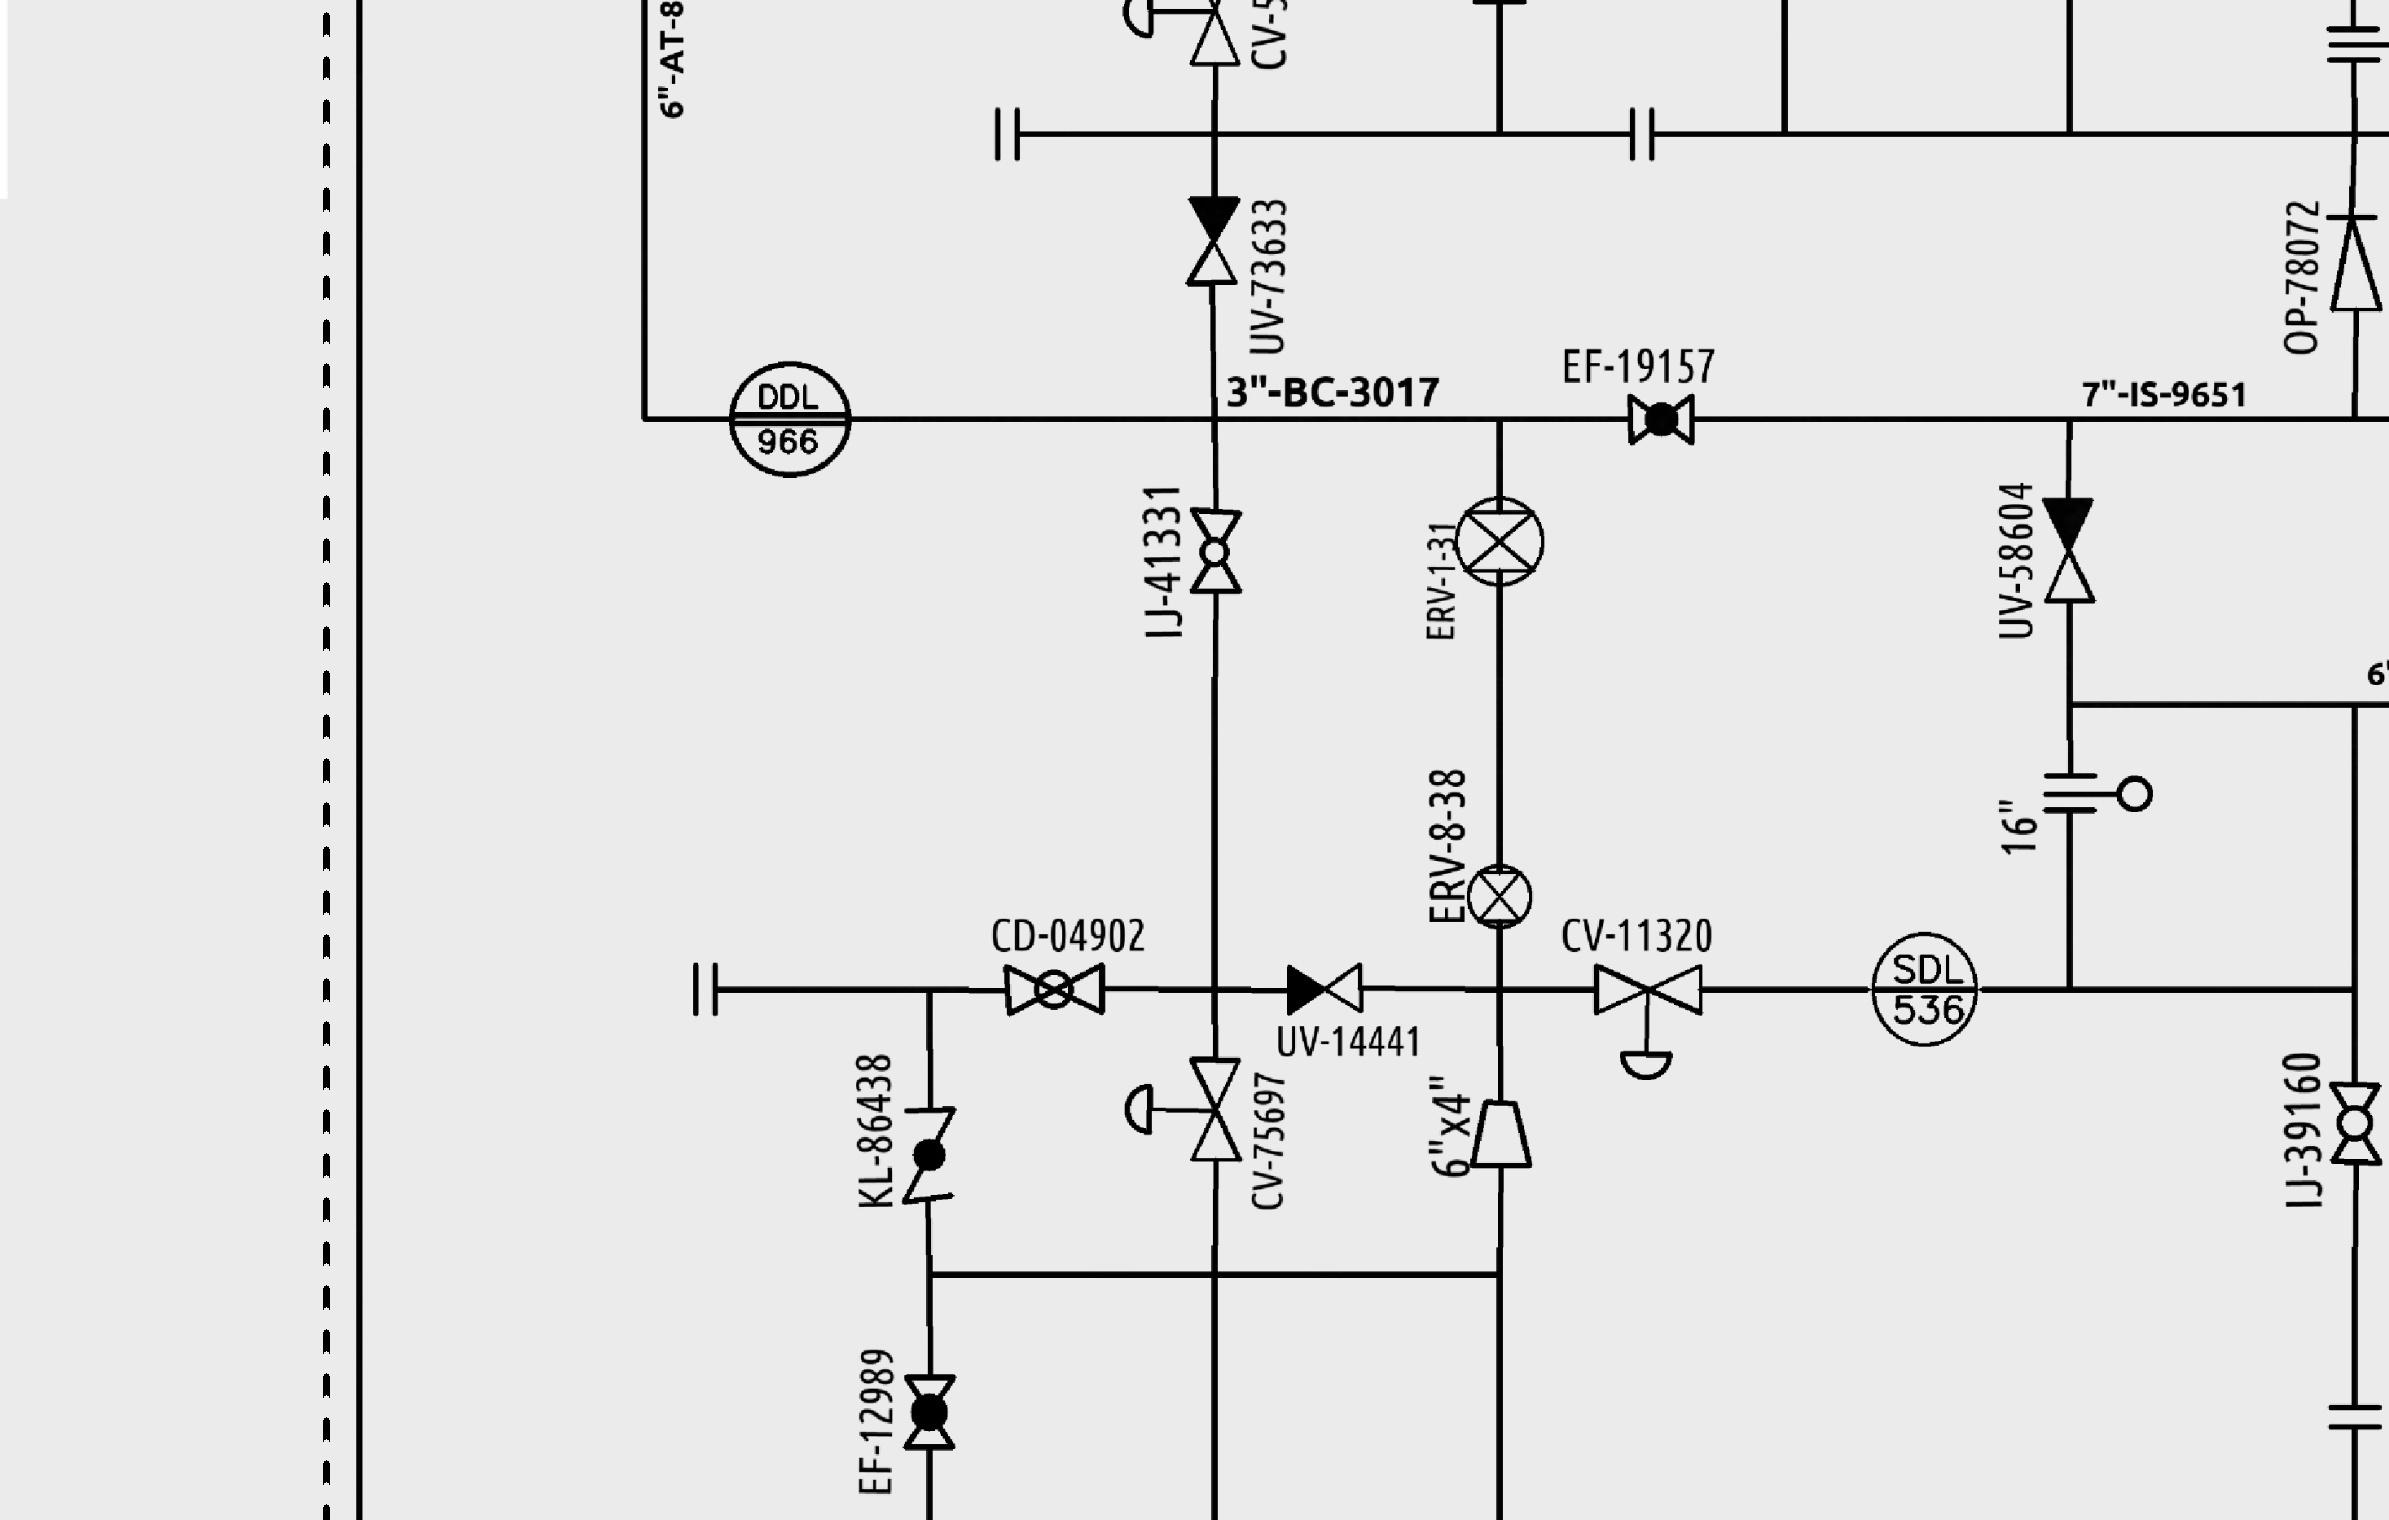 6"-AT-8
CV-5
UV-73633
OP-78072
EF-19157
3"-BC-3017
7"-IS-9651
DDL
966
IJ-41331
ERV-1-31
UV-58604
6"
16"
ERV-8-38
CD-04902
CV-11320
SDL
536
UV-14441
KL-86438
CV-75697
6"x4"
IJ-39160
EF-12989